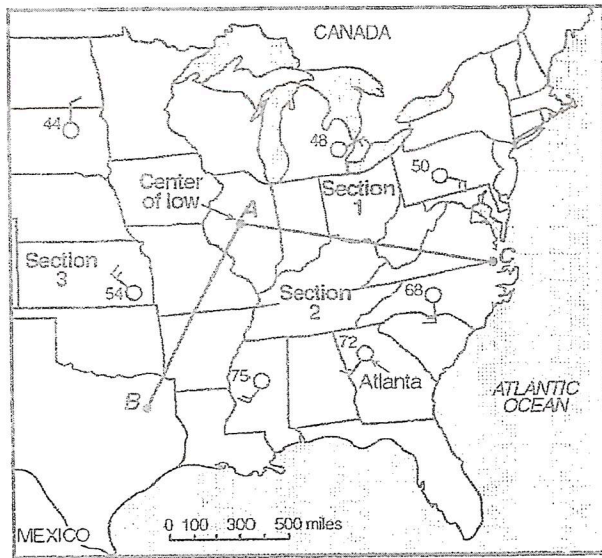 CANADA
44
48
50
Center
of low
A
Section
1
Section
3
54
C
Section
2
68
72
75
Atlanta
B
ATLANTIC
OCEAN
MEXICO
0 100 300 500 miles